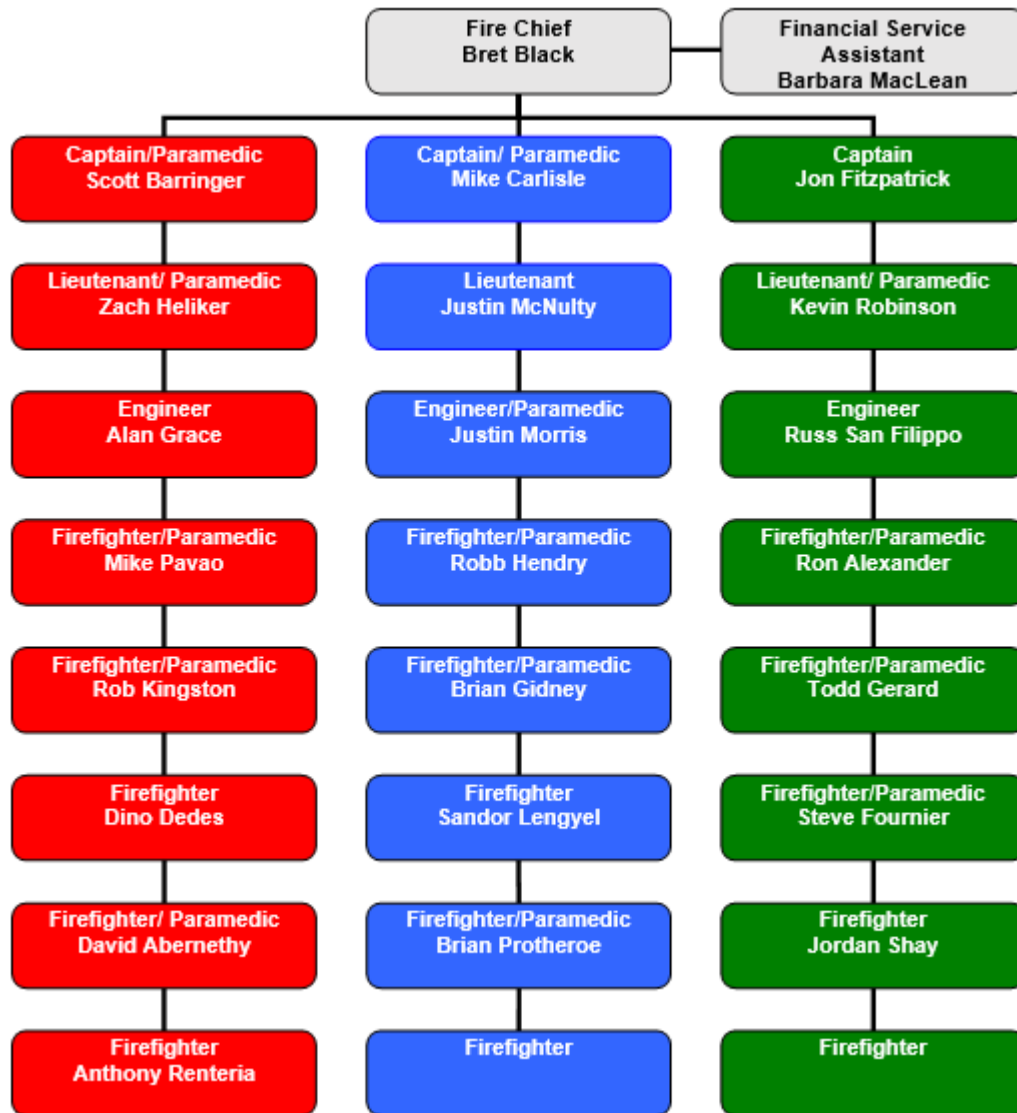 Fire Chief
Bret Black
Financial Service
Assistant
Barbara MacLean
Captain/Paramedic
Scott Barringer
Captain/ Paramedic
Mike Carlisle
Captain
Jon Fitzpatrick
Lieutenant/ Paramedic
Zach Heliker
Lieutenant
Justin McNulty
Lieutenant/ Paramedic
Kevin Robinson
Engineer
Alan Grace
Engineer/Paramedic
Justin Morris
Engineer
Russ San Filippo
Firefighter/Paramedic
Mike Pavao
Firefighter/Paramedic
Robb Hendry
Firefighter/Paramedic
Ron Alexander
Firefighter/Paramedic
Rob Kingston
Firefighter/Paramedic
Brian Gidney
Firefighter/Paramedic
Todd Gerard
Firefighter
Dino Dedes
Firefighter
Sandor Lengyel
Firefighter/Paramedic
Steve Fournier
Firefighter/ Paramedic
David Abernethy
Firefighter/Paramedic
Brian Protheroe
Firefighter
Jordan Shay
Firefighter
Anthony Renteria
Firefighter
Firefighter